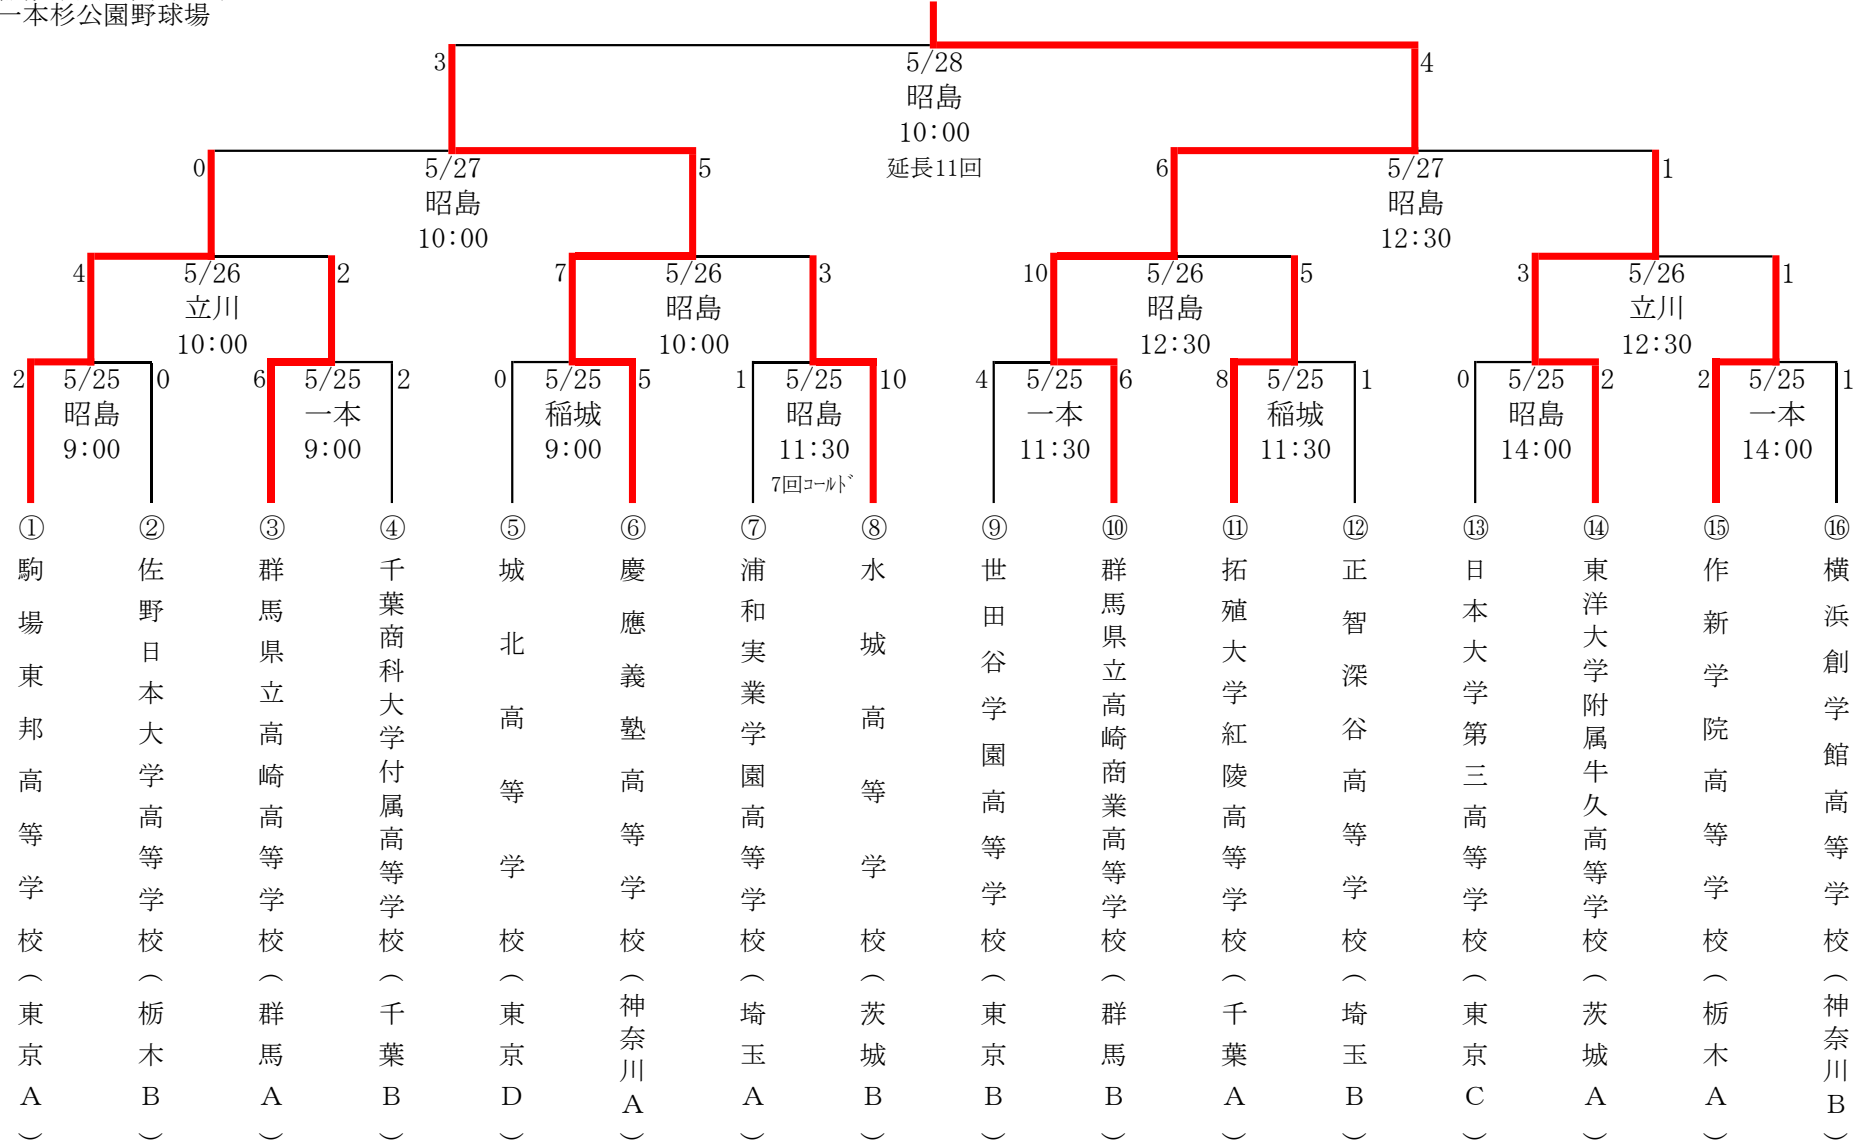 一本杉公園野球場
3
5/28
4
昭島
10:00
延長11回
0
5/27
5
6
5/27
1
昭島
昭島
10:00
12:30
4
5/26
2
7
5/26
3
10
5/26
5
3
5/26
1
立川
昭島
昭島
立川
10:00
10:00
12:30
12:30
2
5/25
0
6
5/25
2
0
5/25
5
1
5/25
10
4
5/25
6
8
5/25
1
0
5/25
2
2
5/25
1
昭島
一本
稲城
昭島
一本
稲城
昭島
一本
9:00
9:00
9:00
11:30
11:30
11:30
14:00
14:00
7回ｺｰﾙﾄﾞ
①駒場東邦高等学校（東京A）
②佐野日本大学高等学校（栃木B）
③群馬県立高崎高等学校（群馬A）
④千葉商科大学付属高等学校（千葉B）
⑤城北高等学校（東京D）
⑥慶應義塾高等学校（神奈川A）
⑦浦和実業学園高等学校（埼玉A）
⑧水城高等学校（茨城B）
⑨世田谷学園高等学校（東京B）
⑩群馬県立高崎商業高等学校（群馬B）
⑪拓殖大学紅陵高等学校（千葉A）
⑫正智深谷高等学校（埼玉B）
⑬日本大学第三高等学校（東京C）
⑭東洋大学附属牛久高等学校（茨城A）
⑮作新学院高等学校（栃木A）
⑯横浜創学館高等学校（神奈川B）